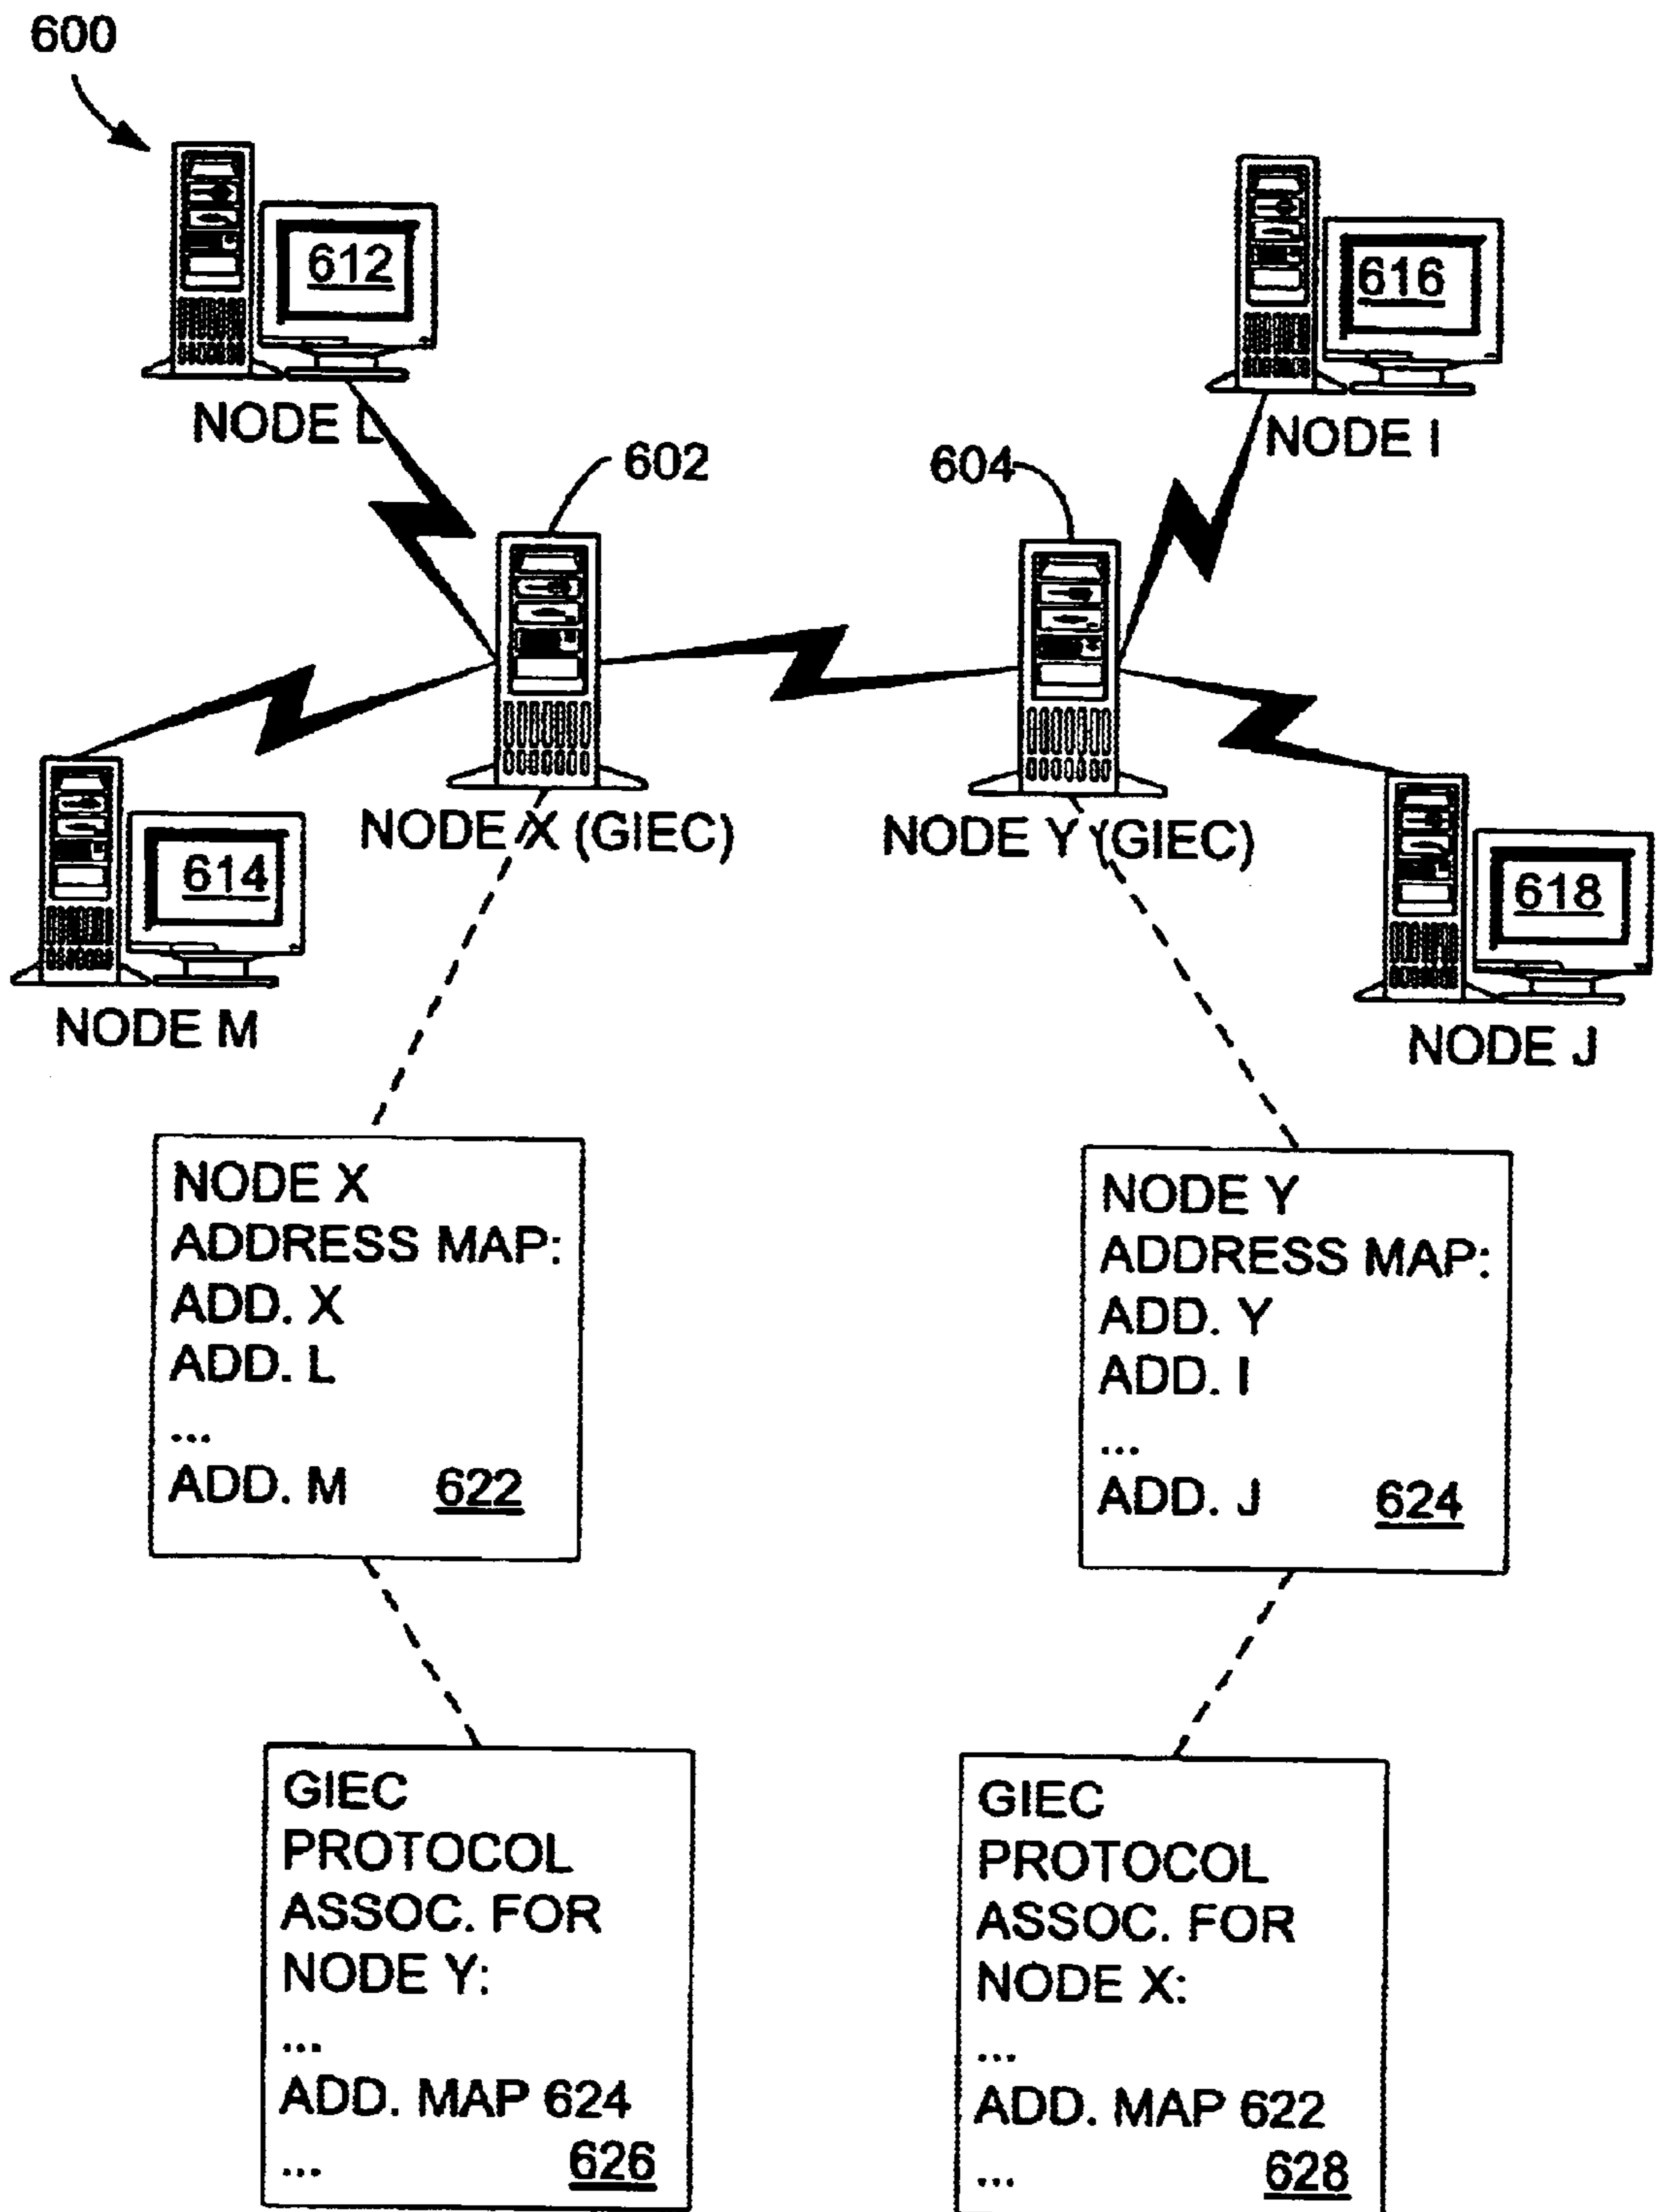 600
612
616
NODE L
NODE I
602
604
NODE X (GIEC)
NODE Y (GIEC)
614
618
NODE M
NODE J
NODE X
ADDRESS MAP:
ADD. X
ADD. L
...
ADD. M 622
NODE Y
ADDRESS MAP:
ADD. Y
ADD. I
...
ADD. J 624
GIEC
PROTOCOL
ASSOC. FOR
NODE Y:
...
ADD. MAP 624
... 626
GIEC
PROTOCOL
ASSOC. FOR
NODE X:
...
ADD. MAP 622
... 628